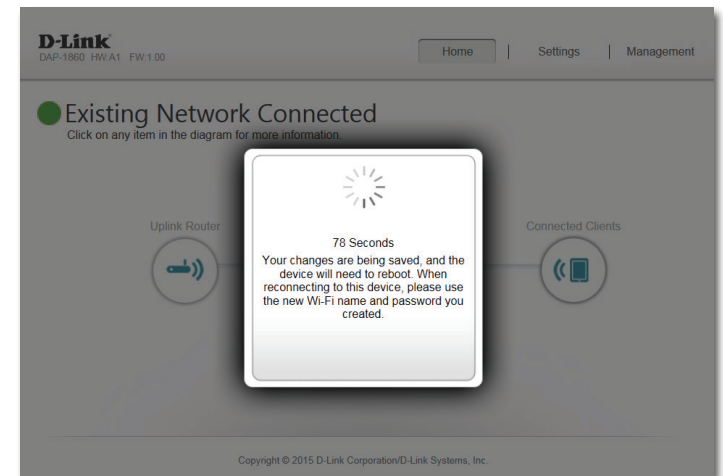 D-Link
DAP-1860 HW:A1 FW:1.00
Home | Settings | Management
Existing Network Connected
Click on any item in the diagram for more information.
Uplink Router
Connected Clients
78 Seconds
Your changes are being saved, and the
device will need to reboot. When
reconnecting to this device, please use
the new Wi-Fi name and password you
created.
Copyright © 2015 D-Link Corporation/D-Link Systems, Inc.